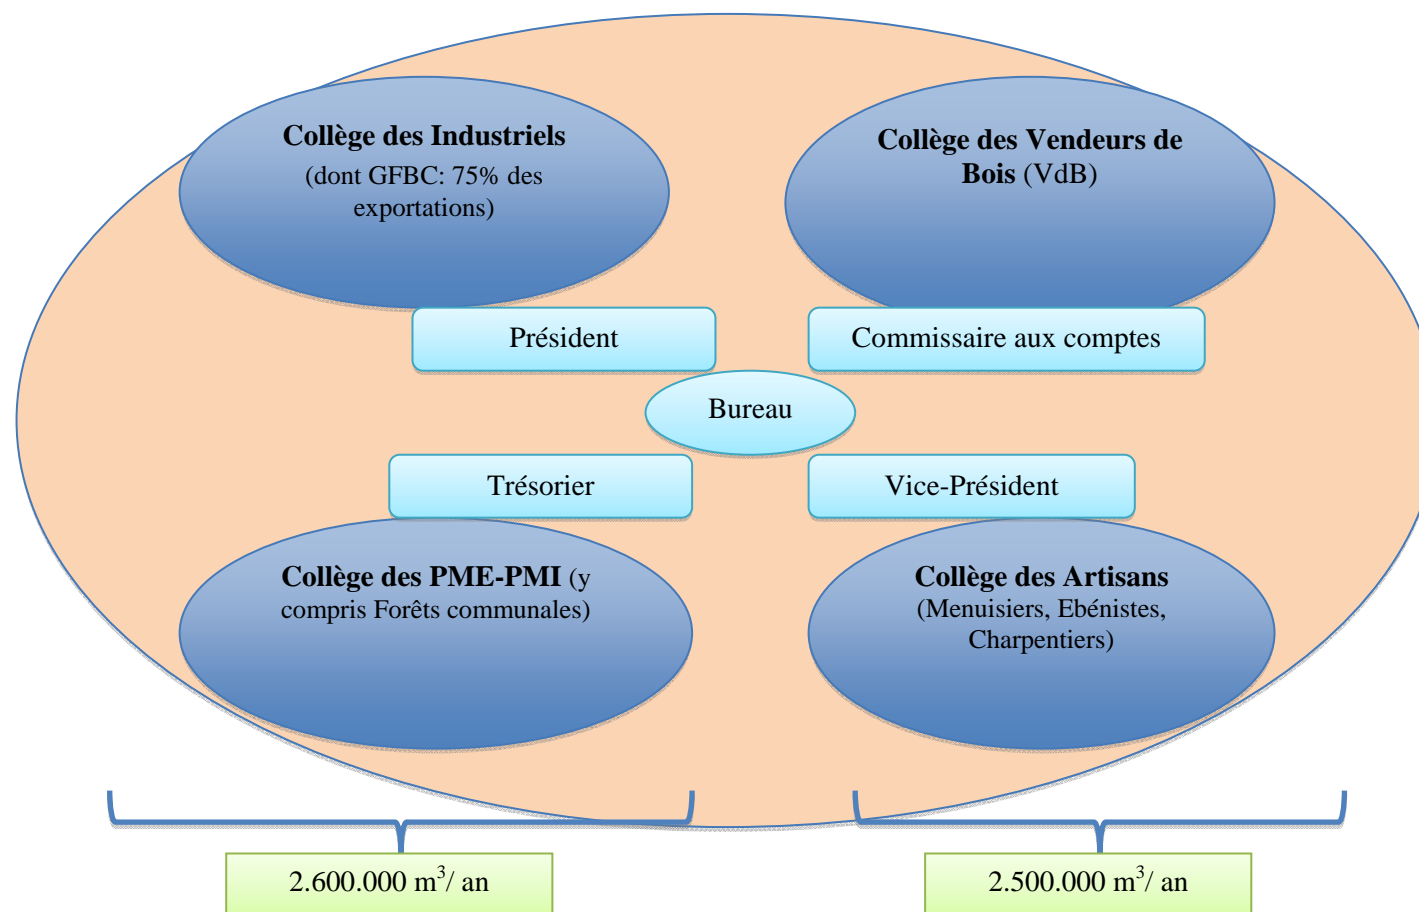 Collège des Industriels
(dont GFBC: 75% des
exportations)
Collège des Vendeurs de
Bois (VdB)
Président
Commissaire aux comptes
Bureau
Trésorier
Vice-Président
Collège des PME-PMI (y
compris Forêts communales)
Collège des Artisans
(Menuisiers, Ebénistes,
Charpentiers)
2.600.000 m³/ an
2.500.000 m³/ an